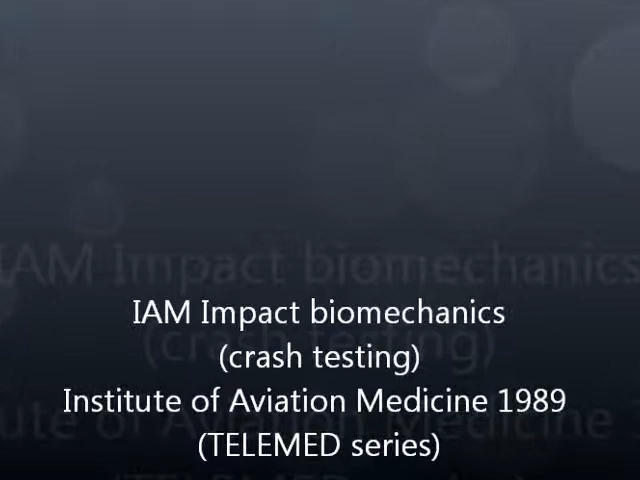 IAM Impact biomechanics
(crash testing)
Institute of Aviation Medicine 1989
(TELEMED series)